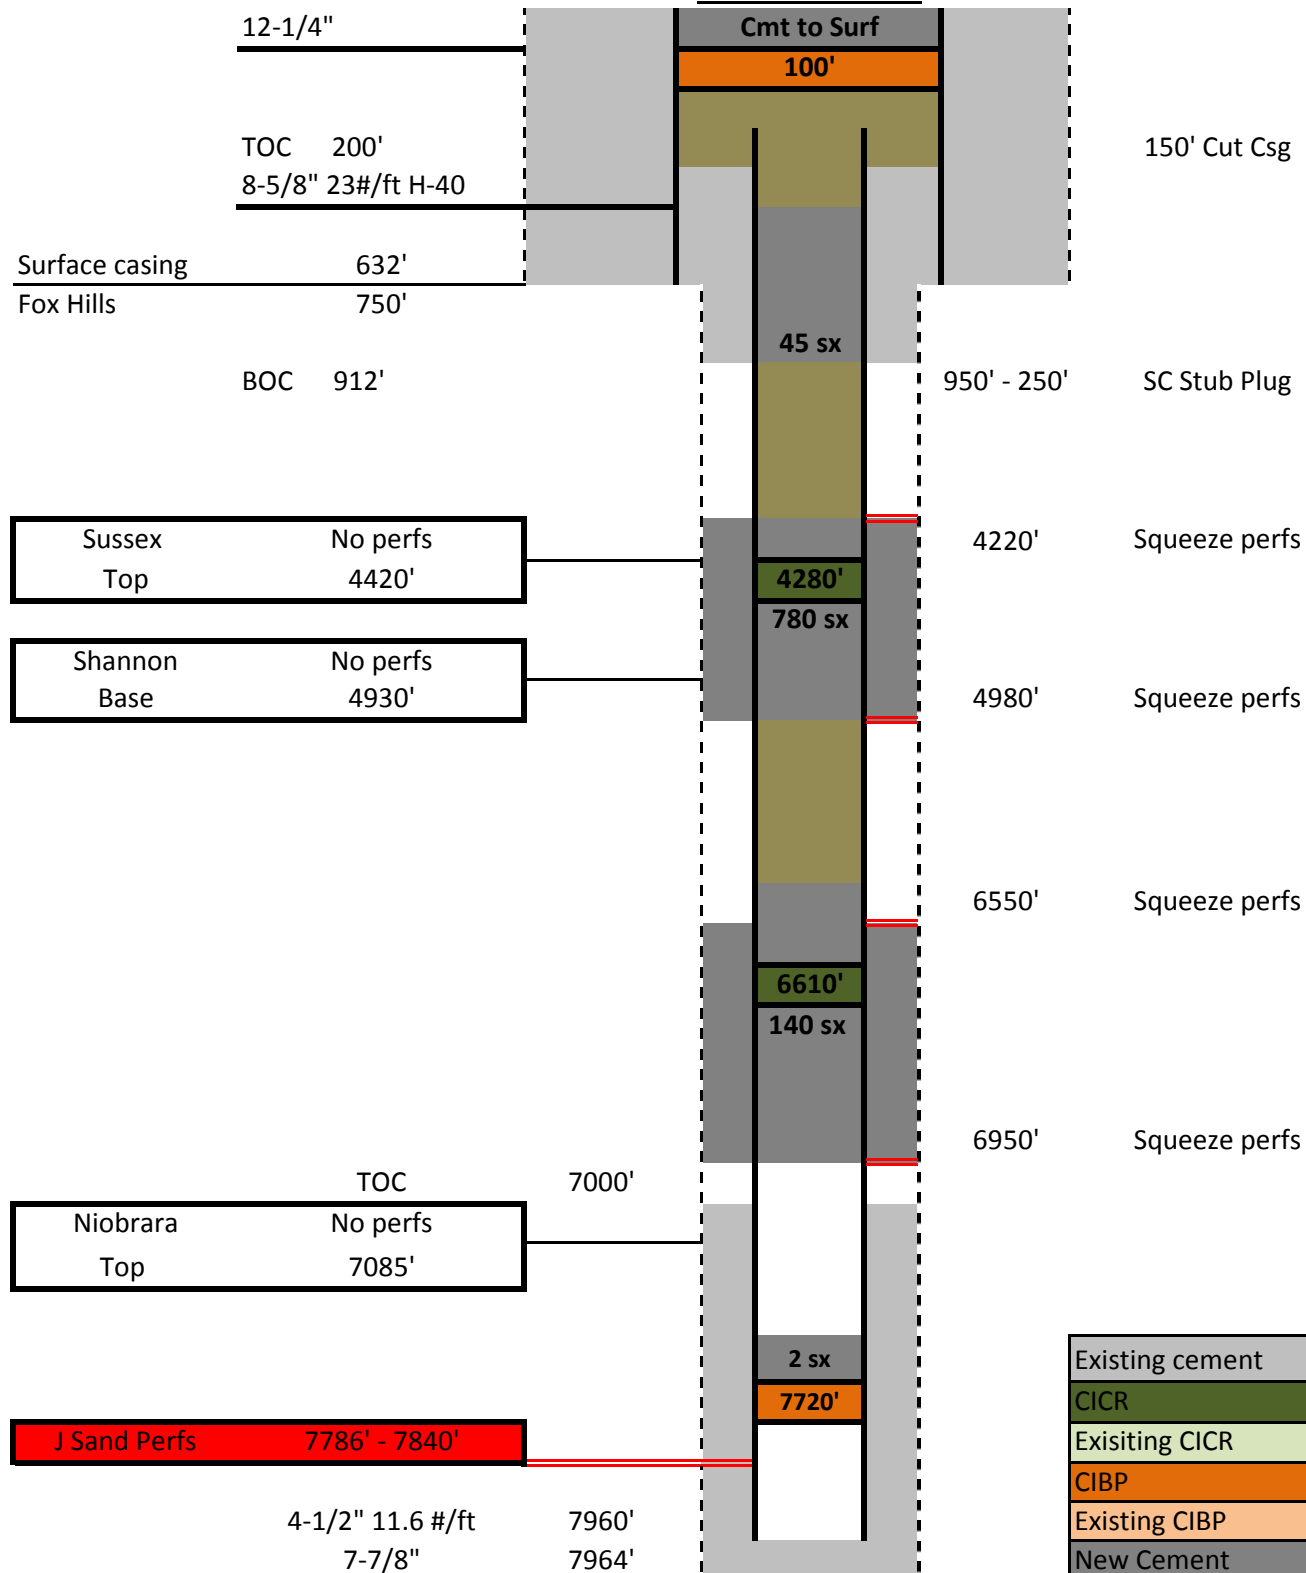 12-1/4"
Cmt to Surf
100'
TOC 200'
150' Cut Csg
8-5/8" 23#/ft H-40
Surface casing 632'
Fox Hills 750'
45 sx
BOC 912'
950' - 250' SC Stub Plug
Sussex No perfs
4220' Squeeze perfs
Top 4420'
4280'
780 sx
Shannon No perfs
Base 4930'
4980' Squeeze perfs
6550' Squeeze perfs
6610'
140 sx
6950' Squeeze perfs
TOC 7000'
Niobrara No perfs
Top 7085'
2 sx
7720'
J Sand Perfs 7786' - 7840'
4-1/2" 11.6 #/ft 7960'
7-7/8" 7964'
Existing cement
CICR
Exisiting CICR
CIBP
Existing CIBP
New Cement